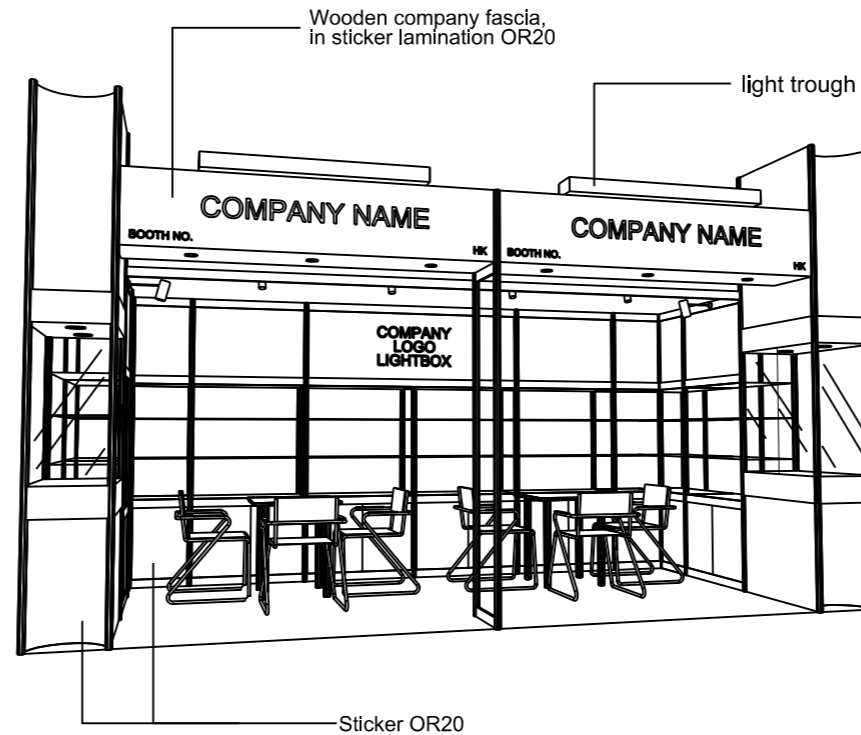 Wooden company fascia,
in sticker lamination OR20
light trough
COMPANY NAME
BOOTH NO.
HK
COMPANY NAME
BOOTH NO.
HK
COMPANY
LOGO
LIGHTBOX
Sticker OR20